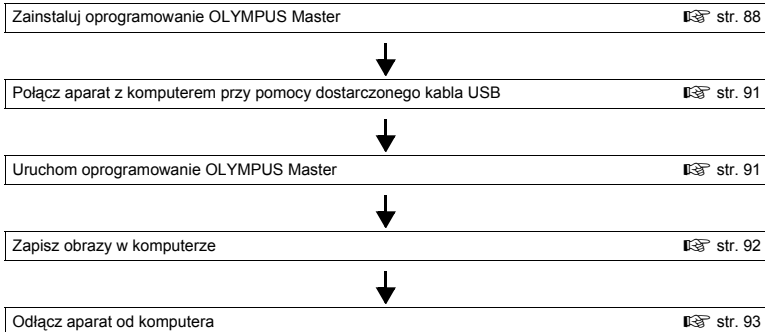 Zainstaluj oprogramowanie OLYMPUS Master ☞ str. 88
Połącz aparat z komputerem przy pomocy dostarczonego kabla USB ☞ str. 91
Uruchom oprogramowanie OLYMPUS Master ☞ str. 91
Zapisz obrazy w komputerze ☞ str. 92
Odłącz aparat od komputera ☞ str. 93